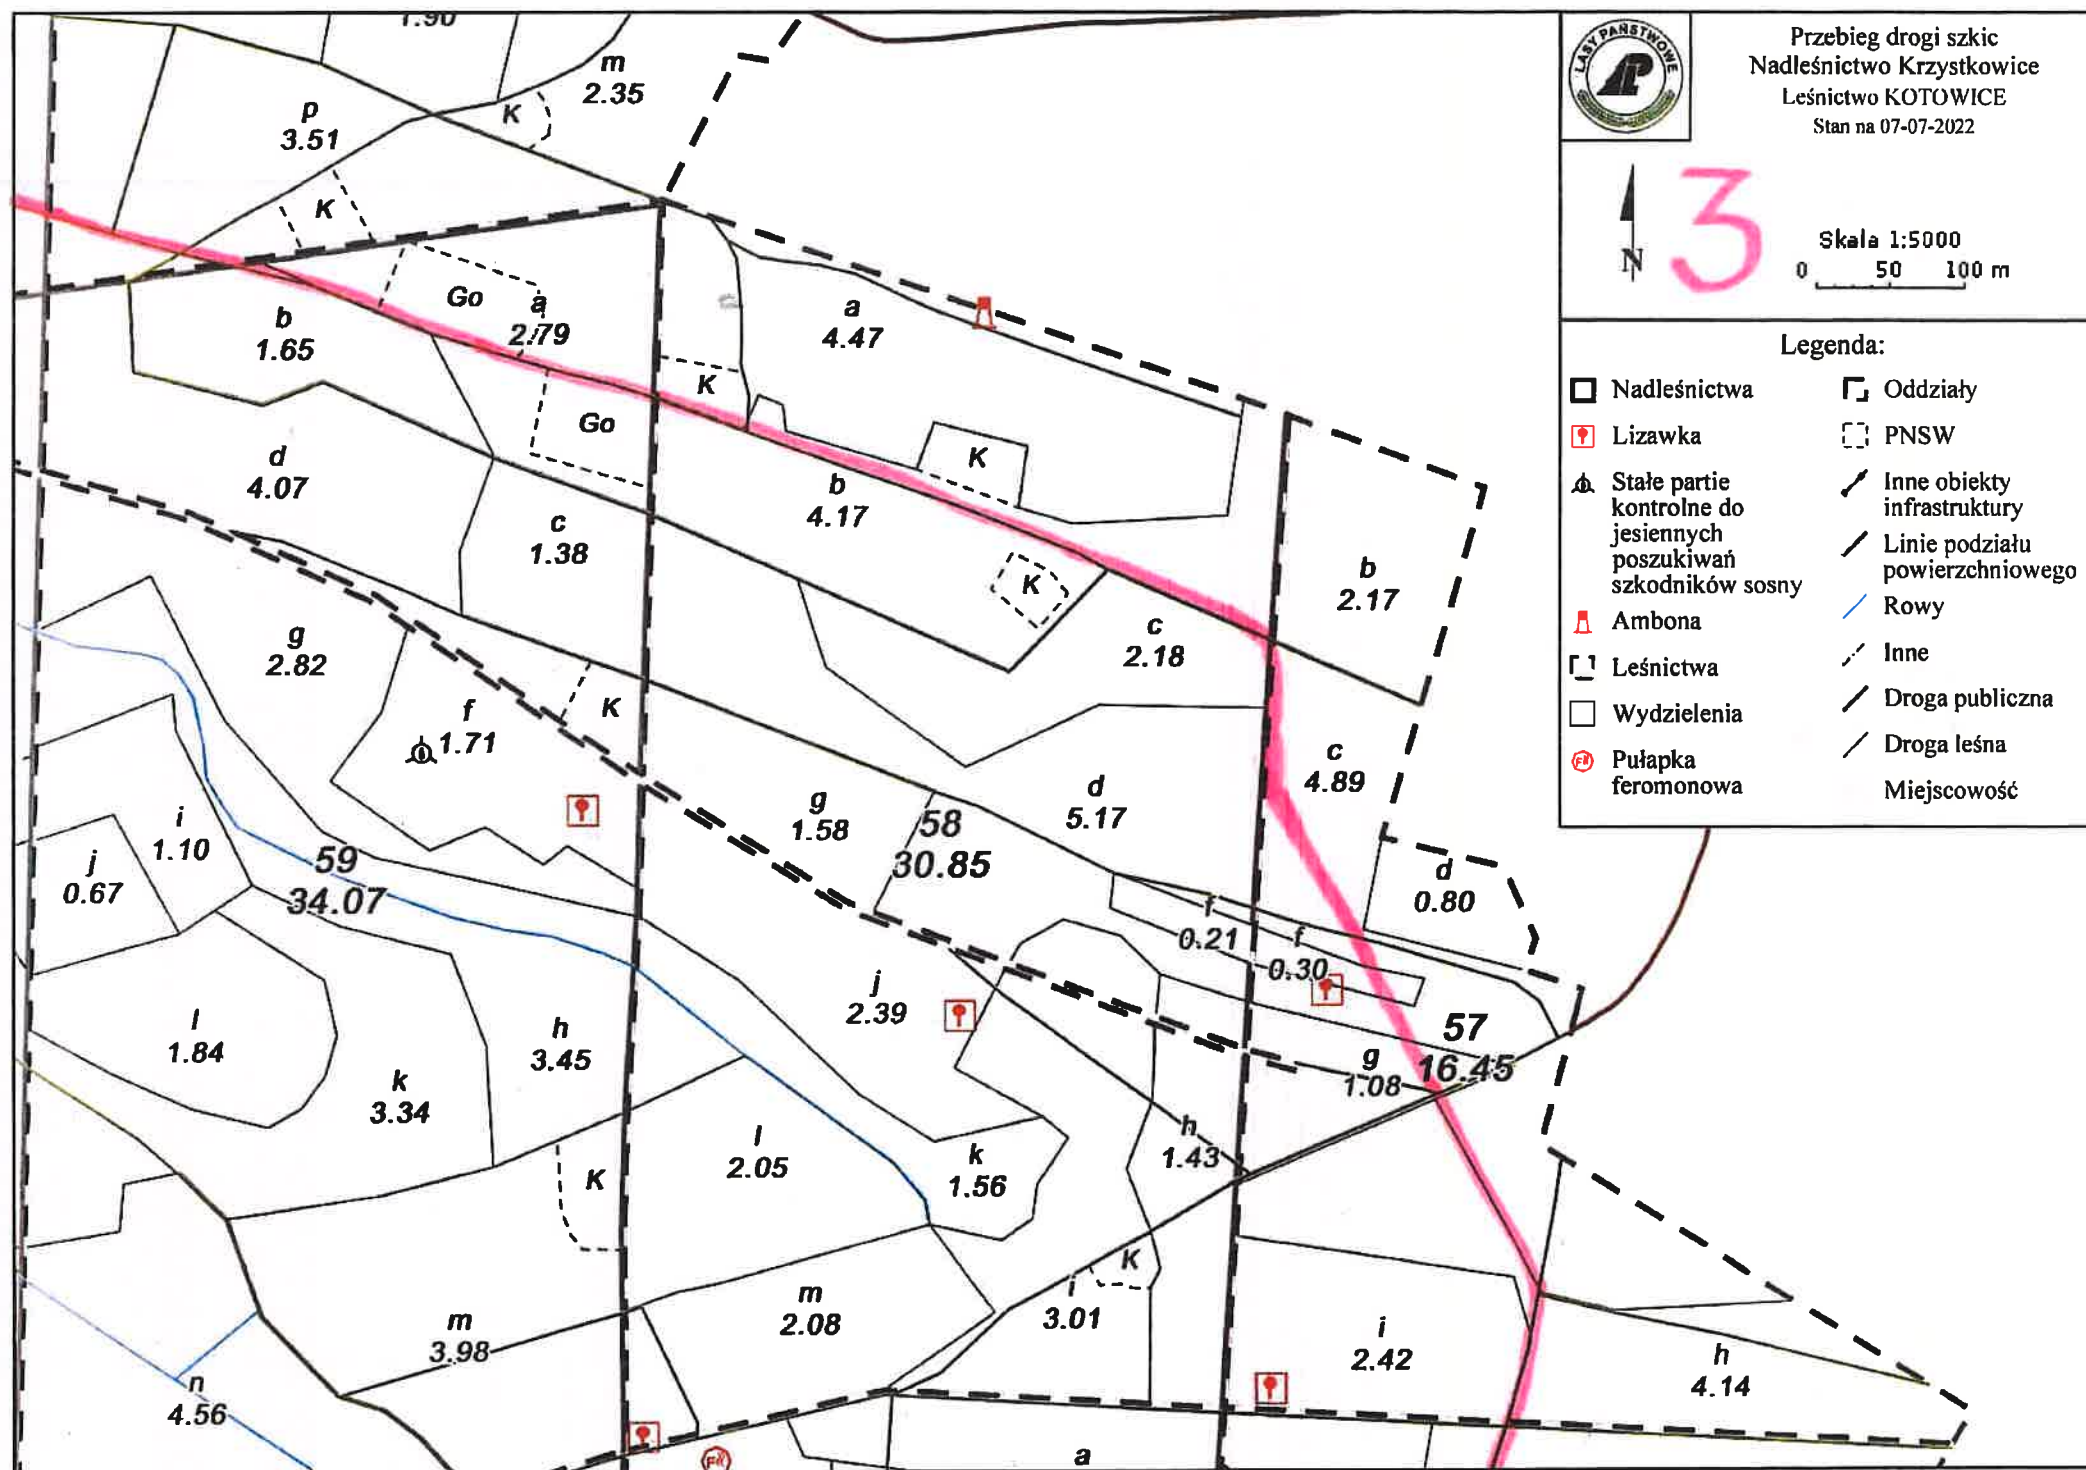 LASY PAŃSTWOWE
Przebieg drogi szkic
Nadleśnictwo Krzystkowice
Leśnictwo KOTOWICE
Stan na 07-07-2022
N
3
Skala 1:5000
0 50 100 m
Legenda:
Nadleśnictwa
Lizawka
Stałe partie
kontrolne do
jesiennych
poszukiwań
szkodników sosny
Ambona
Leśnictwa
Wydzielenia
Pułapka
feromonowa
Oddziały
PNSW
Inne obiekty
infrastruktury
Linie podziału
powierzchniowego
Rowy
Inne
Droga publiczna
Droga leśna
Miejscowość
1.90
m
2.35
p
3.51
K
K
Go
a
2.79
b
1.65
a
4.47
K
Go
K
d
4.07
b
4.17
c
1.38
K
b
2.17
c
2.18
g
2.82
K
f
1.71
c
4.89
d
5.17
g
1.58
58
30.85
i
1.10
59
34.07
j
0.67
d
0.80
f
0.21
f
0.30
j
2.39
57
16.45
l
1.84
h
3.45
g
1.08
k
3.34
h
1.43
l
2.05
k
1.56
K
K
i
3.01
m
2.08
m
3.98
i
2.42
h
4.14
n
4.56
a